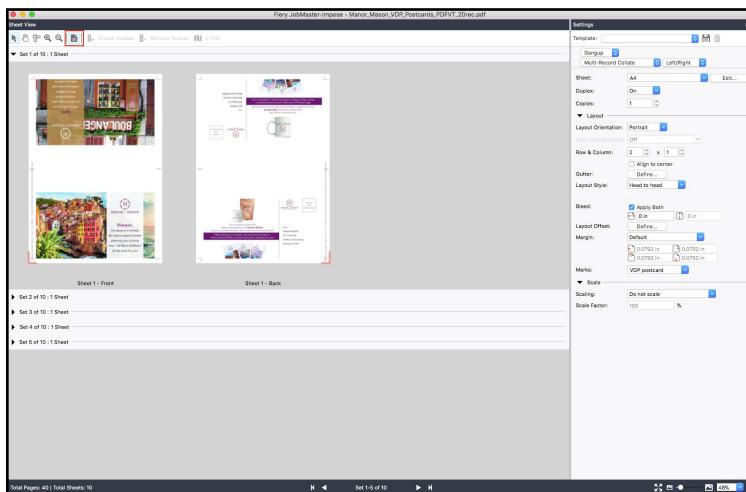 Fiery JobMaster-Impose - Manor_Mason_VDP_Postcards_PDFVT_20rec.pdf
Sheet View
Settings
Create Subset
Remove Subset
Z-Fold
Template:
Set 1 of 10 : 1 Sheet
Gangup
Multi-Record Collate
Left/Right
Sheet:
A4
Edit...
Duplex:
On
Copies:
1
Layout
Layout Orientation:
Portrait
Off
Row & Column:
2 x 1
Align to center
Gutter:
Define...
Layout Style:
Head to head
Bleed:
Apply Both
0 in
0 in
Layout Offset:
Define...
Margin:
Default
0.0792 in
0.0792 in
0.0792 in
0.0792 in
Marks:
VDP postcard
Scale
Scaling:
Do not scale
Scale Factor:
100 %
BOULANGE
Harper,
Sheet 1 - Front
Sheet 1 - Back
Set 2 of 10 : 1 Sheet
Set 3 of 10 : 1 Sheet
Set 4 of 10 : 1 Sheet
Set 5 of 10 : 1 Sheet
Total Pages: 40 | Total Sheets: 10
Set 1-5 of 10
48%